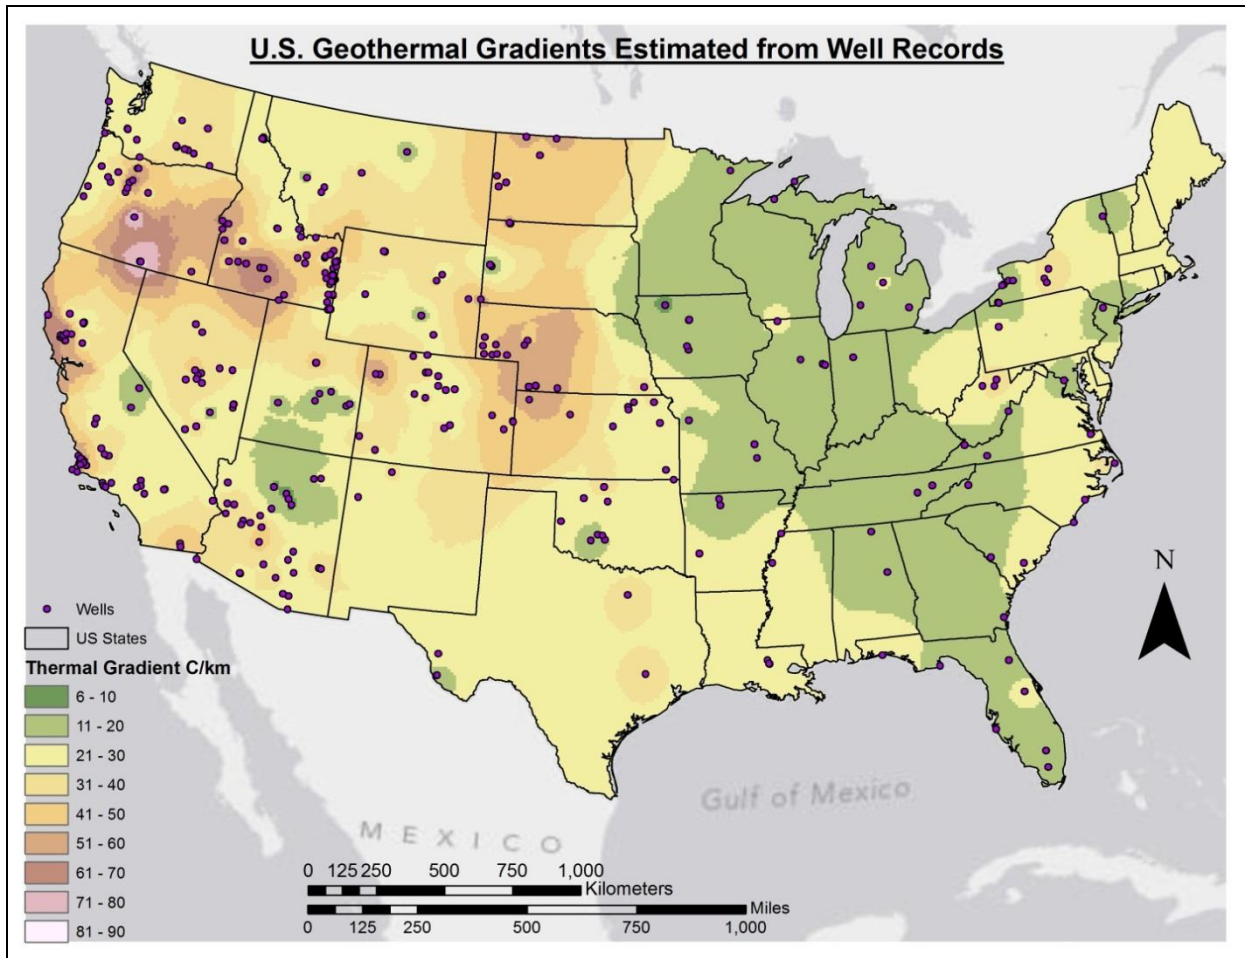 U.S. Geothermal Gradients Estimated from Well Records
N
Wells
US States
Thermal Gradient C/km
6 - 10
11 - 20
21 - 30
31 - 40
41 - 50
51 - 60
61 - 70
71 - 80
81 - 90
Gulf of Mexico
MEXICO
0 125 250 500 750 1,000
Kilometers
Miles
0 250 500 750 1,000